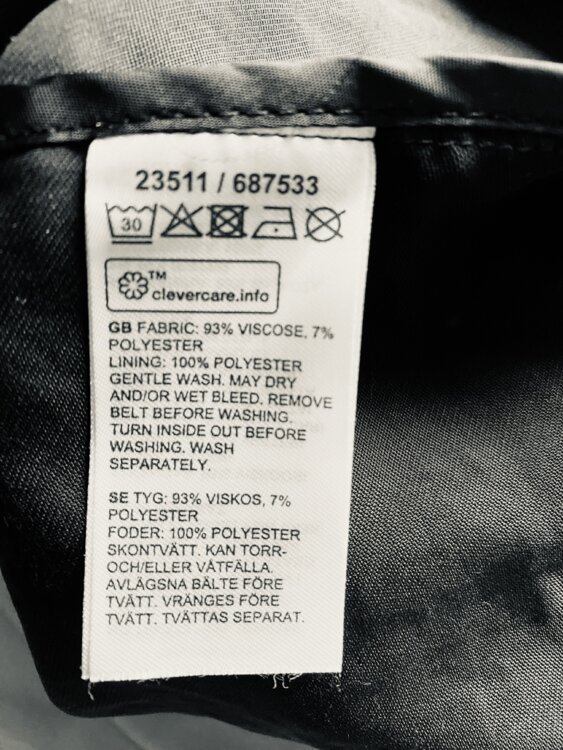 23511 / 687533
30
™
clevercare.info
GB FABRIC: 93% VISCOSE, 7%
POLYESTER
LINING: 100% POLYESTER
GENTLE WASH. MAY DRY
AND/OR WET BLEED. REMOVE
BELT BEFORE WASHING.
TURN INSIDE OUT BEFORE
WASHING. WASH
SEPARATELY.
SE TYG: 93% VISKOS, 7%
POLYESTER
FODER: 100% POLYESTER
SKONTVÄTT. KAN TORR-
OCH/ELLER VÅTFÄLLA.
AVLÄGSNA BÄLTE FÖRE
TVÄTT. VRÄNGES FÖRE
TVÄTT. TVÄTTAS SEPARAT.